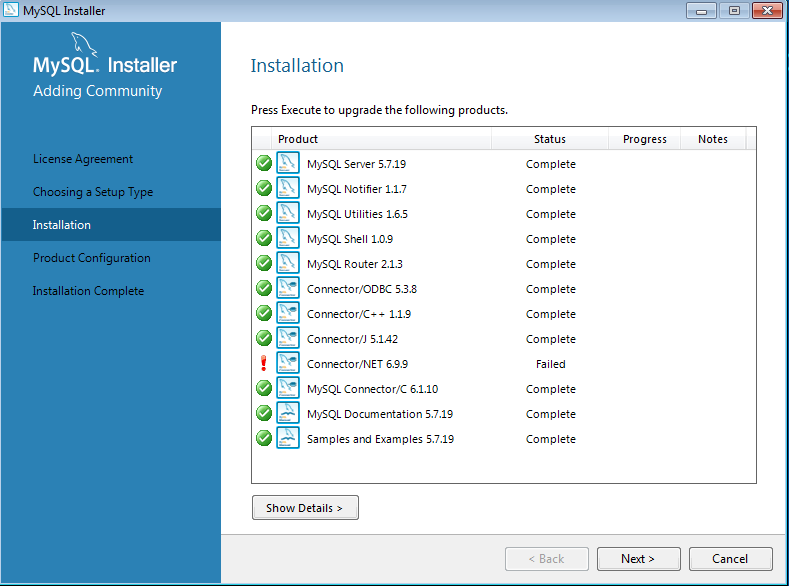 MySQL Installer
MySQL. Installer
Adding Community
License Agreement
Choosing a Setup Type
Installation
Product Configuration
Installation Complete
Installation
Press Execute to upgrade the following products.
Product Status Progress Notes
MySQL Server 5.7.19 Complete
MySQL Notifier 1.1.7 Complete
MySQL Utilities 1.6.5 Complete
MySQL Shell 1.0.9 Complete
MySQL Router 2.1.3 Complete
Connector/ODBC 5.3.8 Complete
Connector/C++ 1.1.9 Complete
Connector/J 5.1.42 Complete
Connector/NET 6.9.9 Failed
MySQL Connector/C 6.1.10 Complete
MySQL Documentation 5.7.19 Complete
Samples and Examples 5.7.19 Complete
Show Details >
< Back Next > Cancel